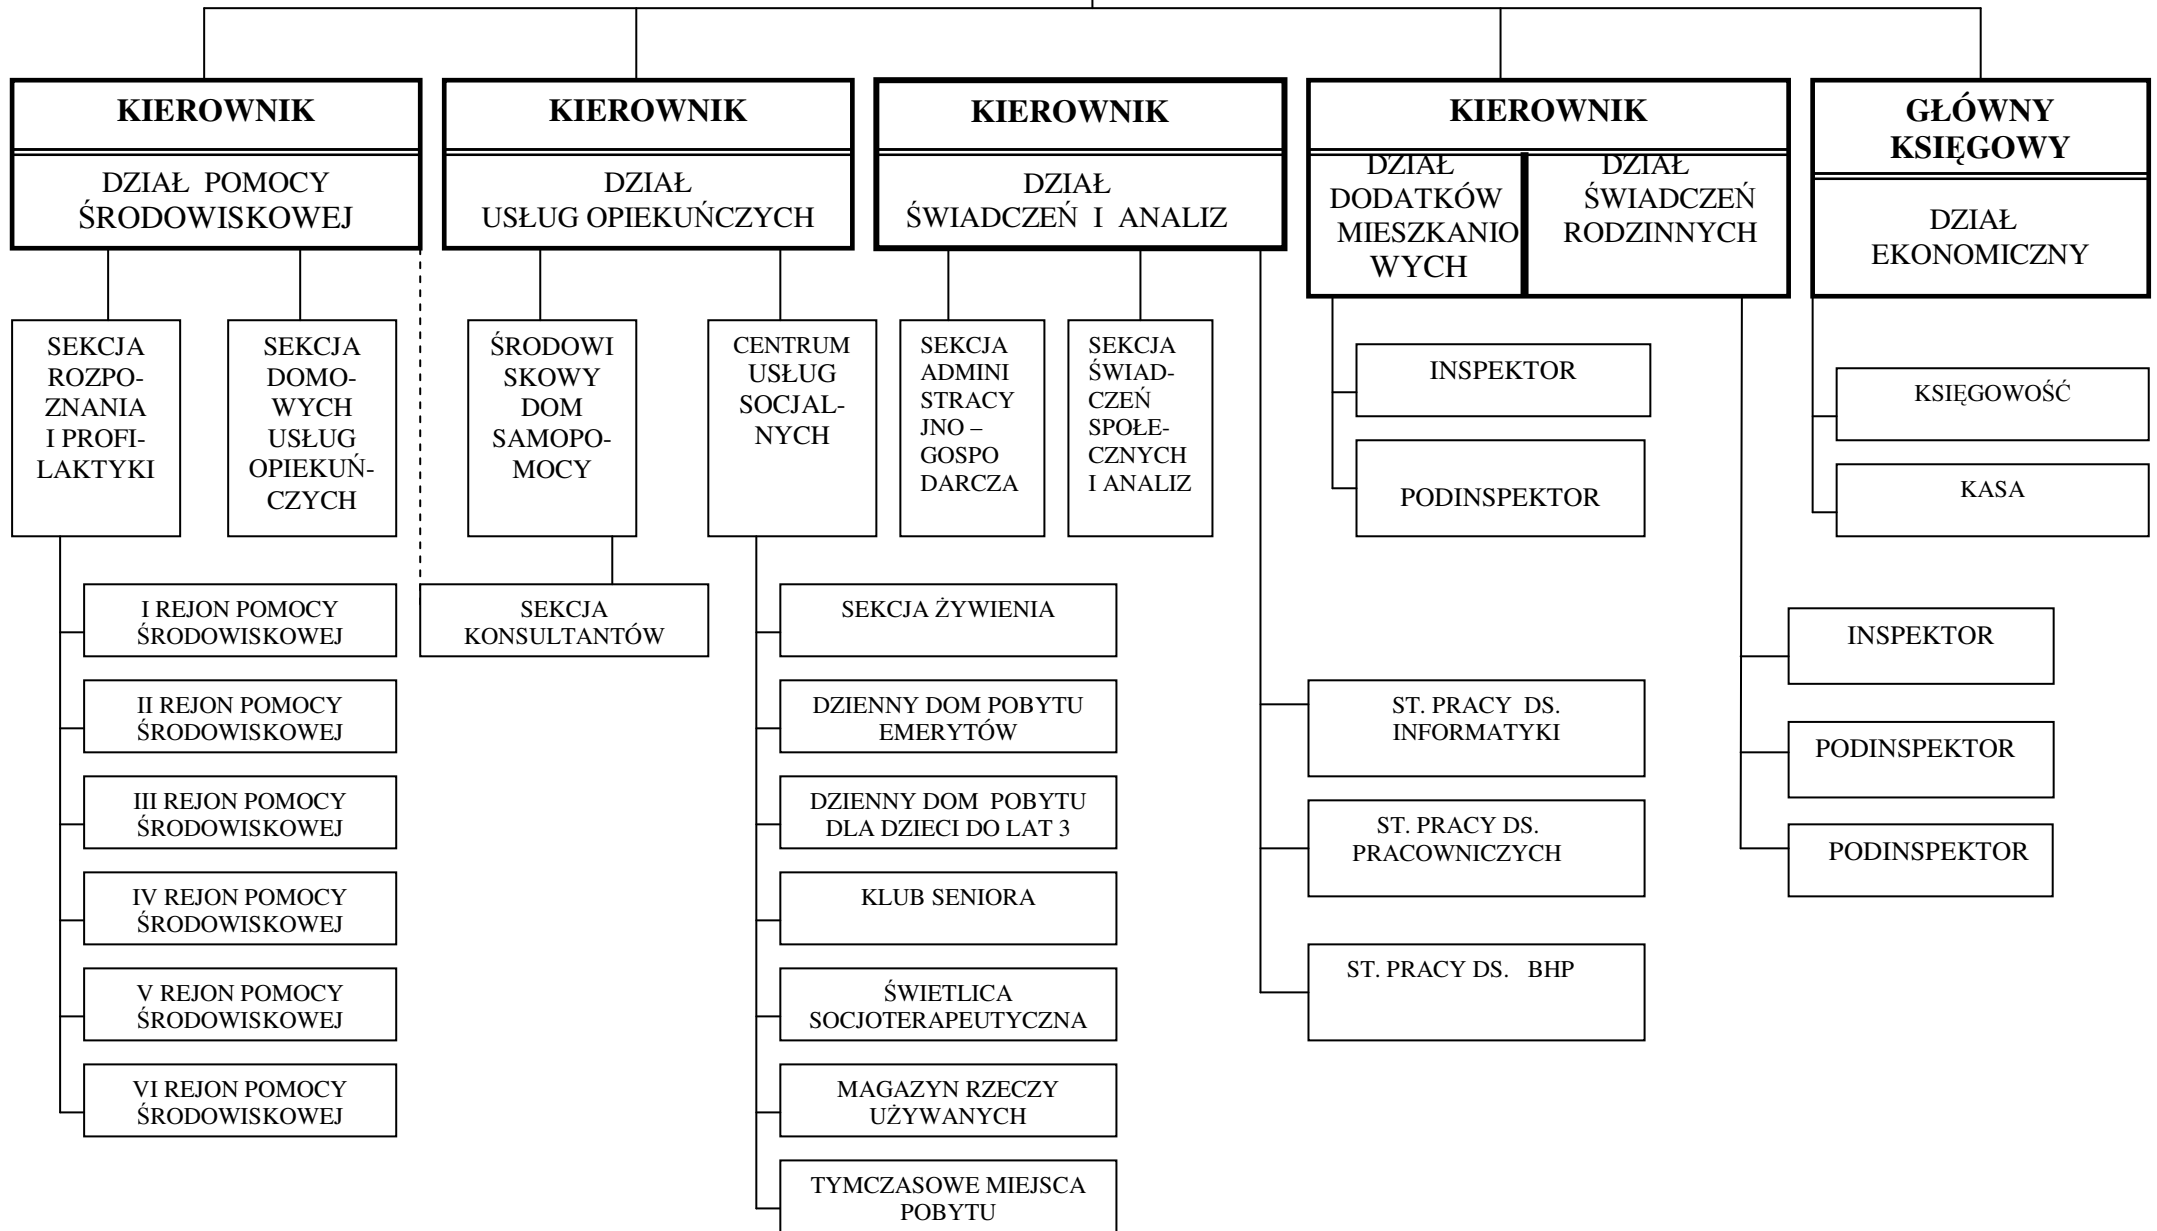 KIEROWNIK
DZIAŁ POMOCY
ŚRODOWISKOWEJ
KIEROWNIK
DZIAŁ
USŁUG OPIEKUŃCZYCH
KIEROWNIK
DZIAŁ
ŚWIADCZEŃ I ANALIZ
KIEROWNIK
DZIAŁ
DODATKÓW
MIESZKANIO
WYCH
DZIAŁ
ŚWIADCZEŃ
RODZINNYCH
GŁÓWNY
KSIĘGOWY
DZIAŁ
EKONOMICZNY
SEKCJA
ROZPO-
ZNANIA
I PROFI-
LAKTYKI
SEKCJA
DOMO-
WYCH
USŁUG
OPIEKUŃ-
CZYCH
ŚRODOWI
SKOWY
DOM
SAMOPO-
MOCY
CENTRUM
USŁUG
SOCJAL-
NYCH
SEKCJA
ADMINI
STRACY
JNO –
GOSPO
DARCZA
SEKCJA
ŚWIAD-
CZEŃ
SPOŁE-
CZNYCH
I ANALIZ
INSPEKTOR
PODINSPEKTOR
KSIĘGOWOŚĆ
KASA
I REJON POMOCY
ŚRODOWISKOWEJ
II REJON POMOCY
ŚRODOWISKOWEJ
III REJON POMOCY
ŚRODOWISKOWEJ
IV REJON POMOCY
ŚRODOWISKOWEJ
V REJON POMOCY
ŚRODOWISKOWEJ
VI REJON POMOCY
ŚRODOWISKOWEJ
SEKCJA
KONSULTANTÓW
SEKCJA ŻYWIENIA
DZIENNY DOM POBYTU
EMERYTÓW
DZIENNY DOM POBYTU
DLA DZIECI DO LAT 3
KLUB SENIORA
ŚWIETLICA
SOCJOTERAPEUTYCZNA
MAGAZYN RZECZY
UŻYWANYCH
TYMCZASOWE MIEJSCA
POBYTU
ST. PRACY DS.
INFORMATYKI
ST. PRACY DS.
PRACOWNICZYCH
ST. PRACY DS. BHP
INSPEKTOR
PODINSPEKTOR
PODINSPEKTOR